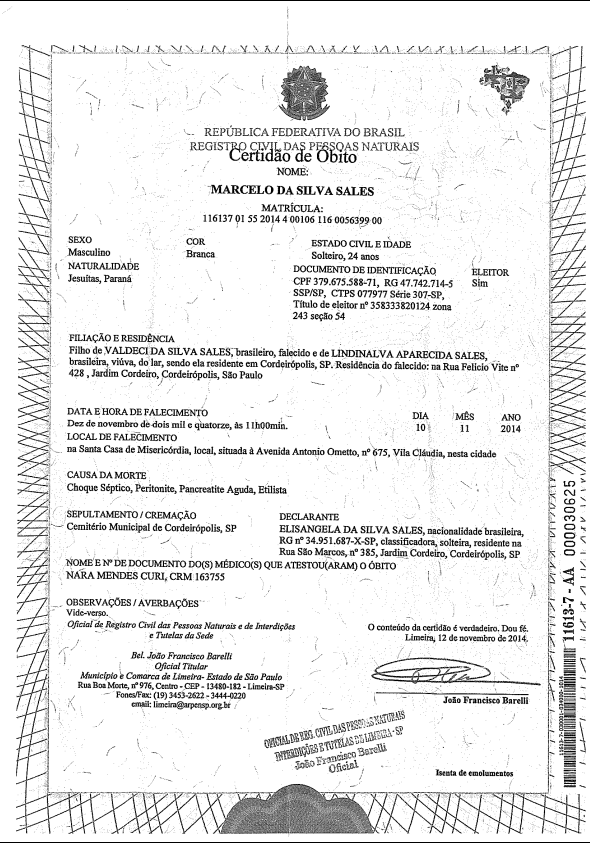 REPÚBLICA FEDERATIVA DO BRASIL
REGISTRO CIVIL DAS PESSOAS NATURAIS
Certidão de Óbito
NOME:
MARCELO DA SILVA SALES
MATRÍCULA:
116137 01 55 2014 4 00106 116 0056399 00
SEXO
Masculino
COR
Branca
ESTADO CIVIL E IDADE
Solteiro, 24 anos
NATURALIDADE
Jesuitas, Paraná
DOCUMENTO DE IDENTIFICAÇÃO
CPF 379.675.588-71, RG 47.742.714-5
SSP/SP, CTPS 077977 Série 307-SP,
Título de eleitor nº 358333820124 zona
243 seção 54
ELEITOR
Sim
FILIAÇÃO E RESIDÊNCIA
Filho de VALDECI DA SILVA SALES, brasileiro, falecido e de LINDINALVA APARECIDA SALES,
brasileira, viúva, do lar, sendo ela residente em Cordeirópolis, SP. Residência do falecido: na Rua Felicio Vite nº
428 , Jardim Cordeiro, Cordeirópolis, São Paulo
DATA E HORA DE FALECIMENTO
Dez de novembro de dois mil e quatorze, às 11h00min.
DIA
10
MÊS
11
ANO
2014
LOCAL DE FALECIMENTO
na Santa Casa de Misericórdia, local, situada à Avenida Antonio Ometto, nº 675, Vila Cláudia, nesta cidade
CAUSA DA MORTE
Choque Séptico, Peritonite, Pancreatite Aguda, Etilista
SEPULTAMENTO / CREMAÇÃO
Cemitério Municipal de Cordeirópolis, SP
DECLARANTE
ELISANGELA DA SILVA SALES, nacionalidade brasileira,
RG nº 34.951.687-X-SP, classificadora, solteira, residente na
Rua São Marcos, nº 385, Jardim Cordeiro, Cordeirópolis, SP
NOME E Nº DE DOCUMENTO DO(S) MÉDICO(S) QUE ATESTOU(ARAM) O ÓBITO
NARA MENDES CURI, CRM 163755
OBSERVAÇÕES / AVERBAÇÕES
Vide-verso.
Oficial de Registro Civil das Pessoas Naturais e de Interdições
e Tutelas da Sede
Bel. João Francisco Barelli
Oficial Titular
Município e Comarca de Limeira- Estado de São Paulo
Rua Boa Morte, nº 976, Centro - CEP - 13480-182 - Limeira-SP
Fones/Fax: (19) 3453-2622 - 3444-0220
email: limeira@arpensp.org.br
O conteúdo da certidão é verdadeiro. Dou fé.
Limeira, 12 de novembro de 2014.
João Francisco Barelli
OFICIAL DE REG. CIVIL DAS PESSOAS NATURAIS
INTERDIÇÕES E TUTELAS DE LIMEIRA - SP
João Francisco Barelli
Oficial
Isenta de emolumentos
11613-7 - AA 000030625